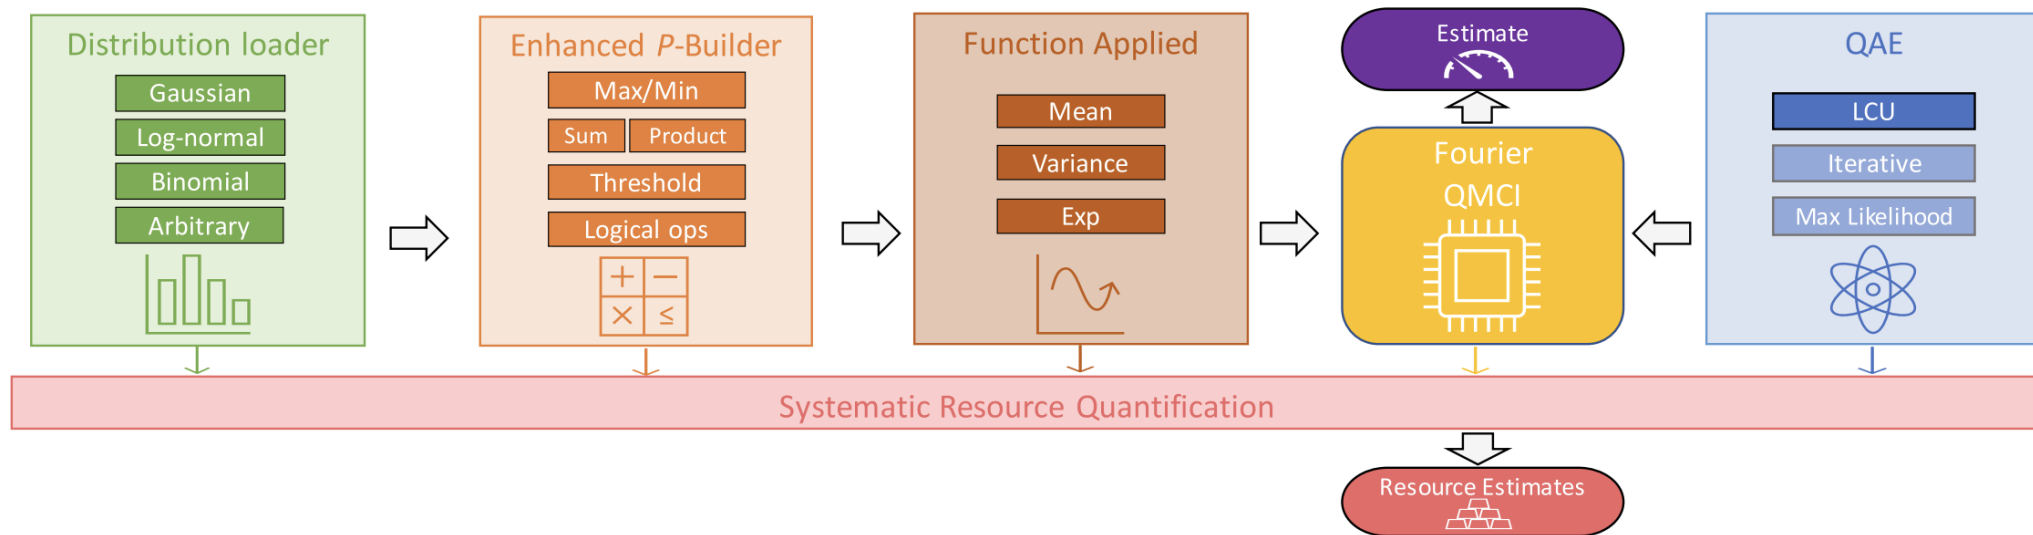 Distribution loader
Gaussian
Log-normal
Binomial
Arbitrary
Enhanced P-Builder
Max/Min
Sum
Product
Threshold
Logical ops
+
−
×
≤
Function Applied
Mean
Variance
Exp
Estimate
Fourier
QMCI
QAE
LCU
Iterative
Max Likelihood
Systematic Resource Quantification
Resource Estimates